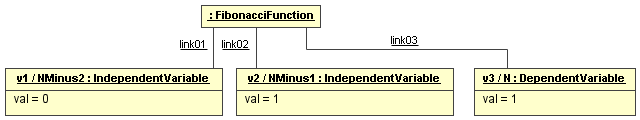 : FibonacciFunction
link01
link02
link03
v1 / NMinus2 : IndependentVariable
val = 0
v2 / NMinus1 : IndependentVariable
val = 1
v3 / N : DependentVariable
val = 1